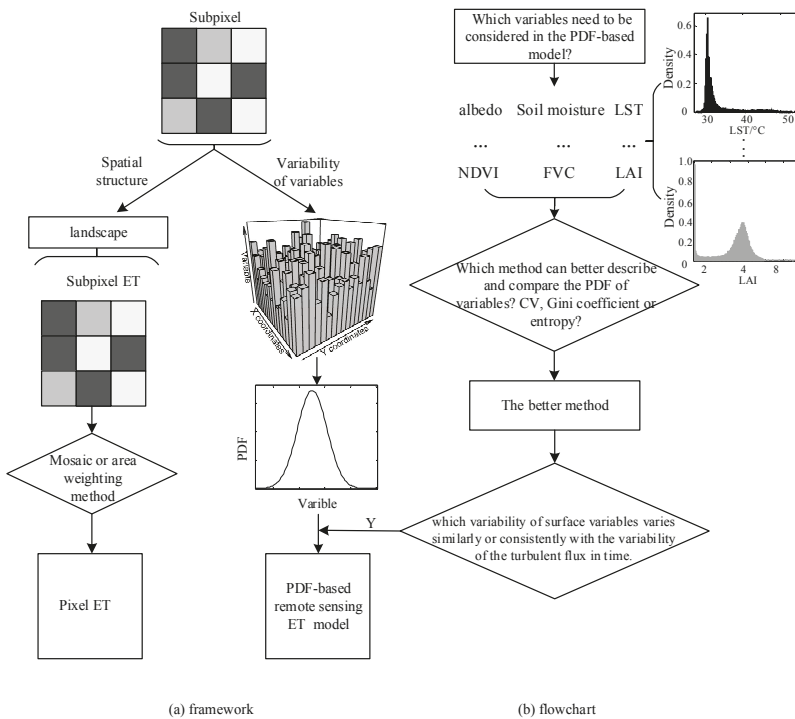 Subpixel
Spatial
structure
Variability
of variables
landscape
Subpixel ET
Variable
X coordinates
Y coordinates
Mosaic or area
weighting
method
PDF
Varible
Pixel ET
PDF-based
remote sensing
ET model
(a) framework
Which variables need to be
considered in the PDF-based
model?
albedo Soil moisture LST
... ... ...
NDVI FVC LAI
Density
0.6
0.4
0.2
0
30 40 50
LST/°C
Density
1.0
0.8
0.6
0.4
0.2
0
2 4 8
LAI
Which method can better describe
and compare the PDF of
variables? CV, Gini coefficient or
entropy?
The better method
Y
which variability of surface variables varies
similarly or consistently with the variability
of the turbulent flux in time.
(b) flowchart